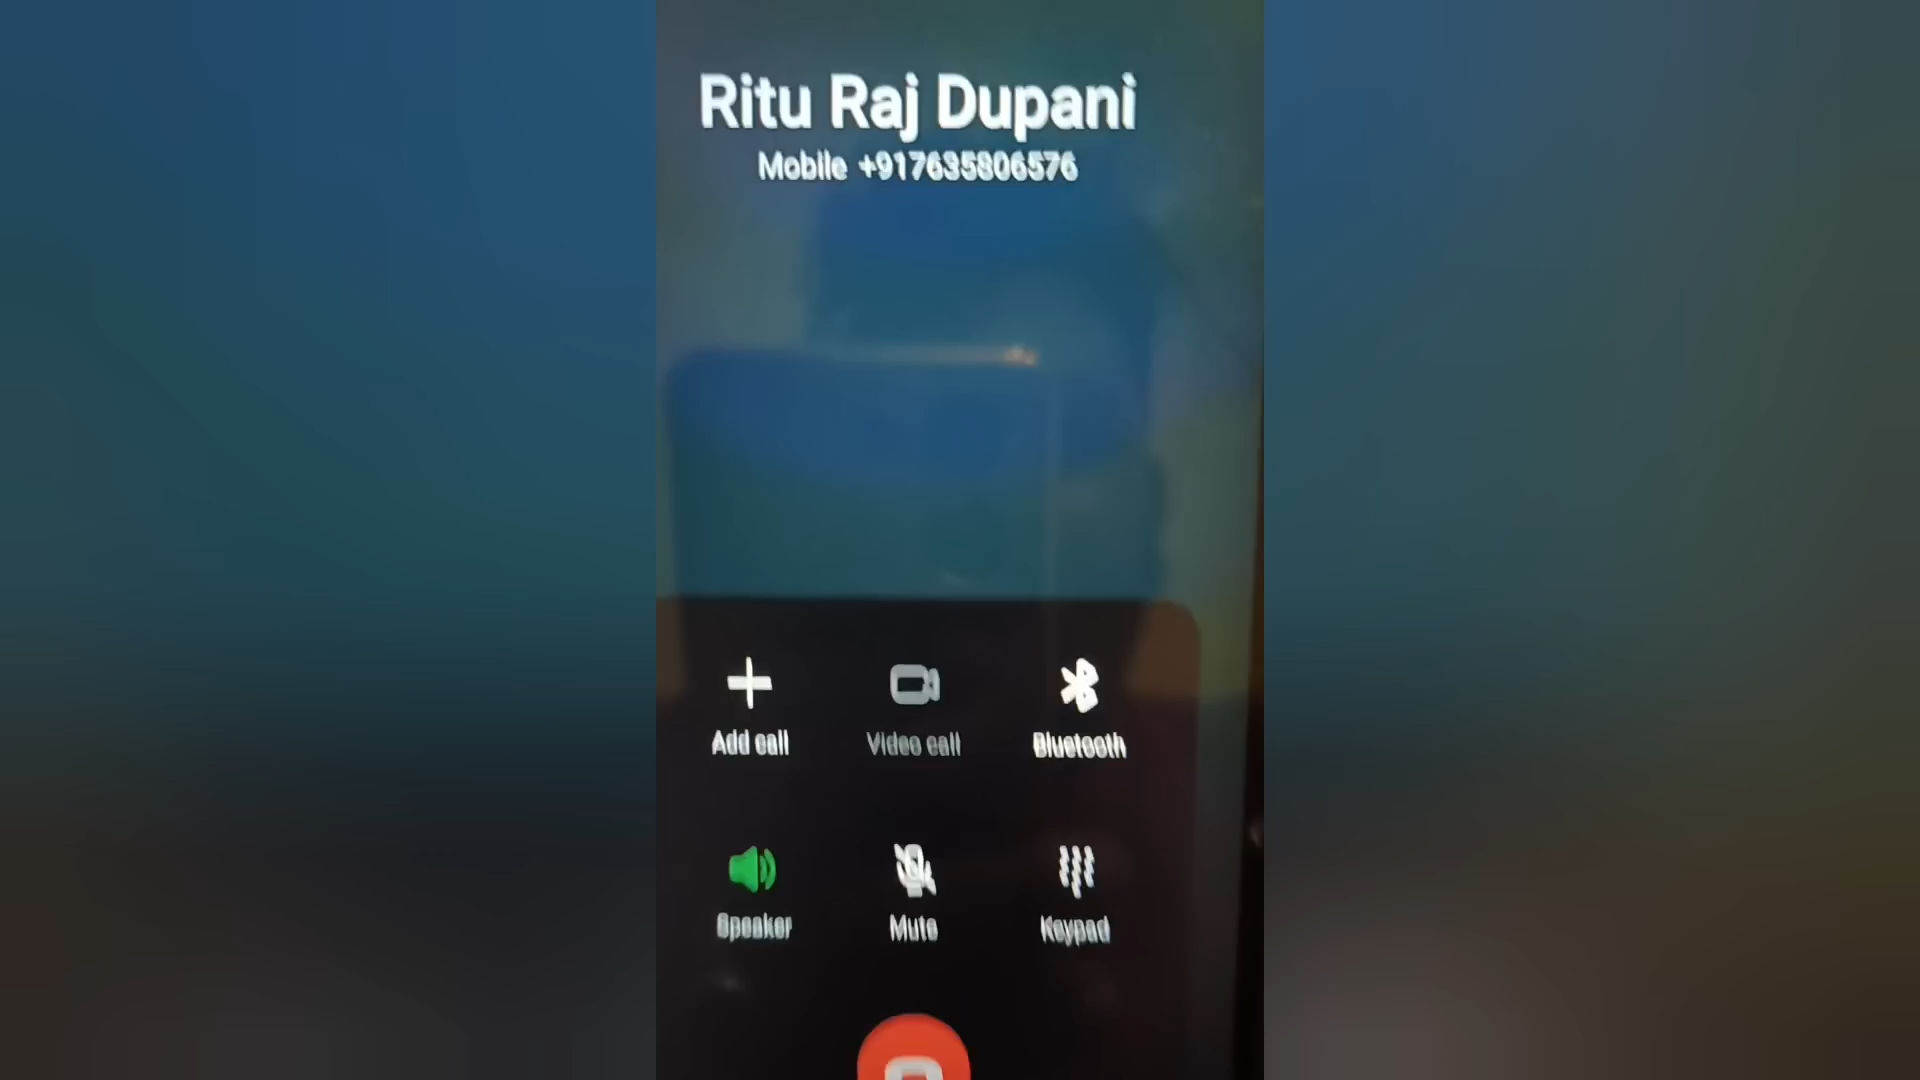 Ritu Raj Dupani
Mobile +917635806576
Add call
Video call
Bluetooth
Speaker
Mute
Keypad